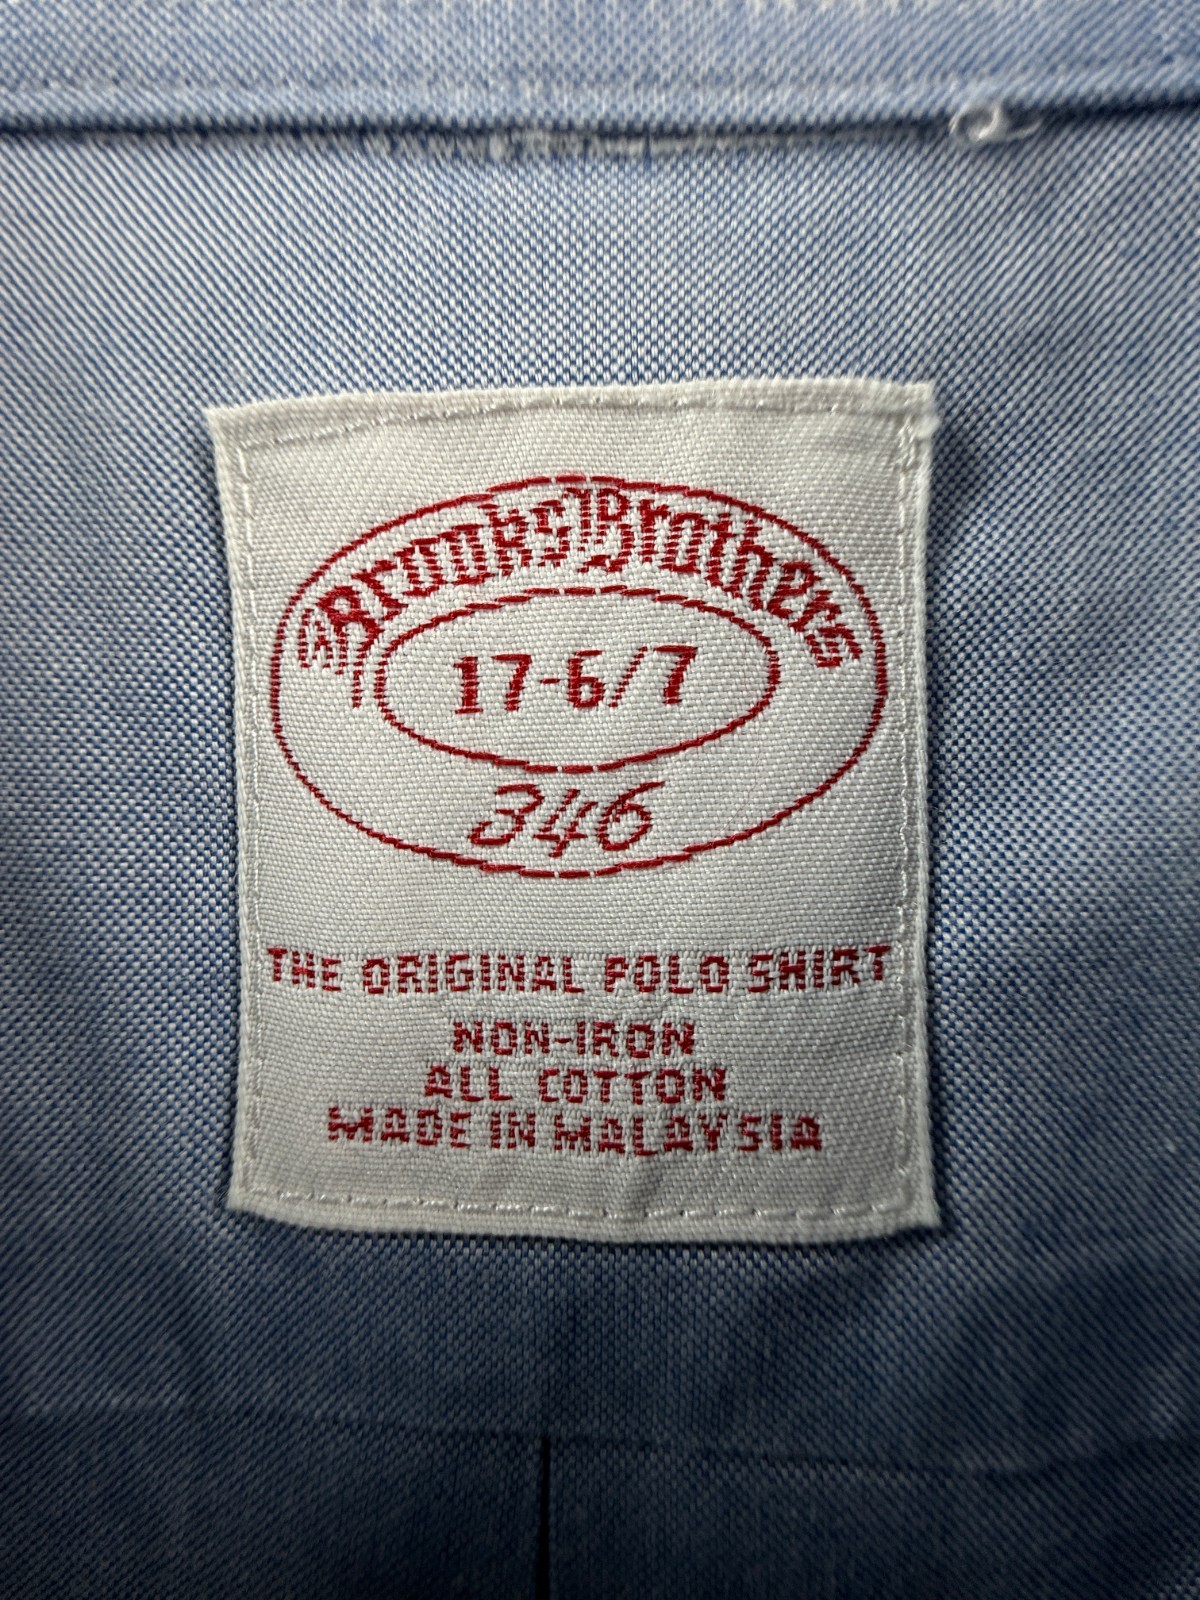 Brooks Brothers
17-6/7
346
THE ORIGINAL POLO SHIRT
NON-IRON
ALL COTTON
MADE IN MALAYSIA